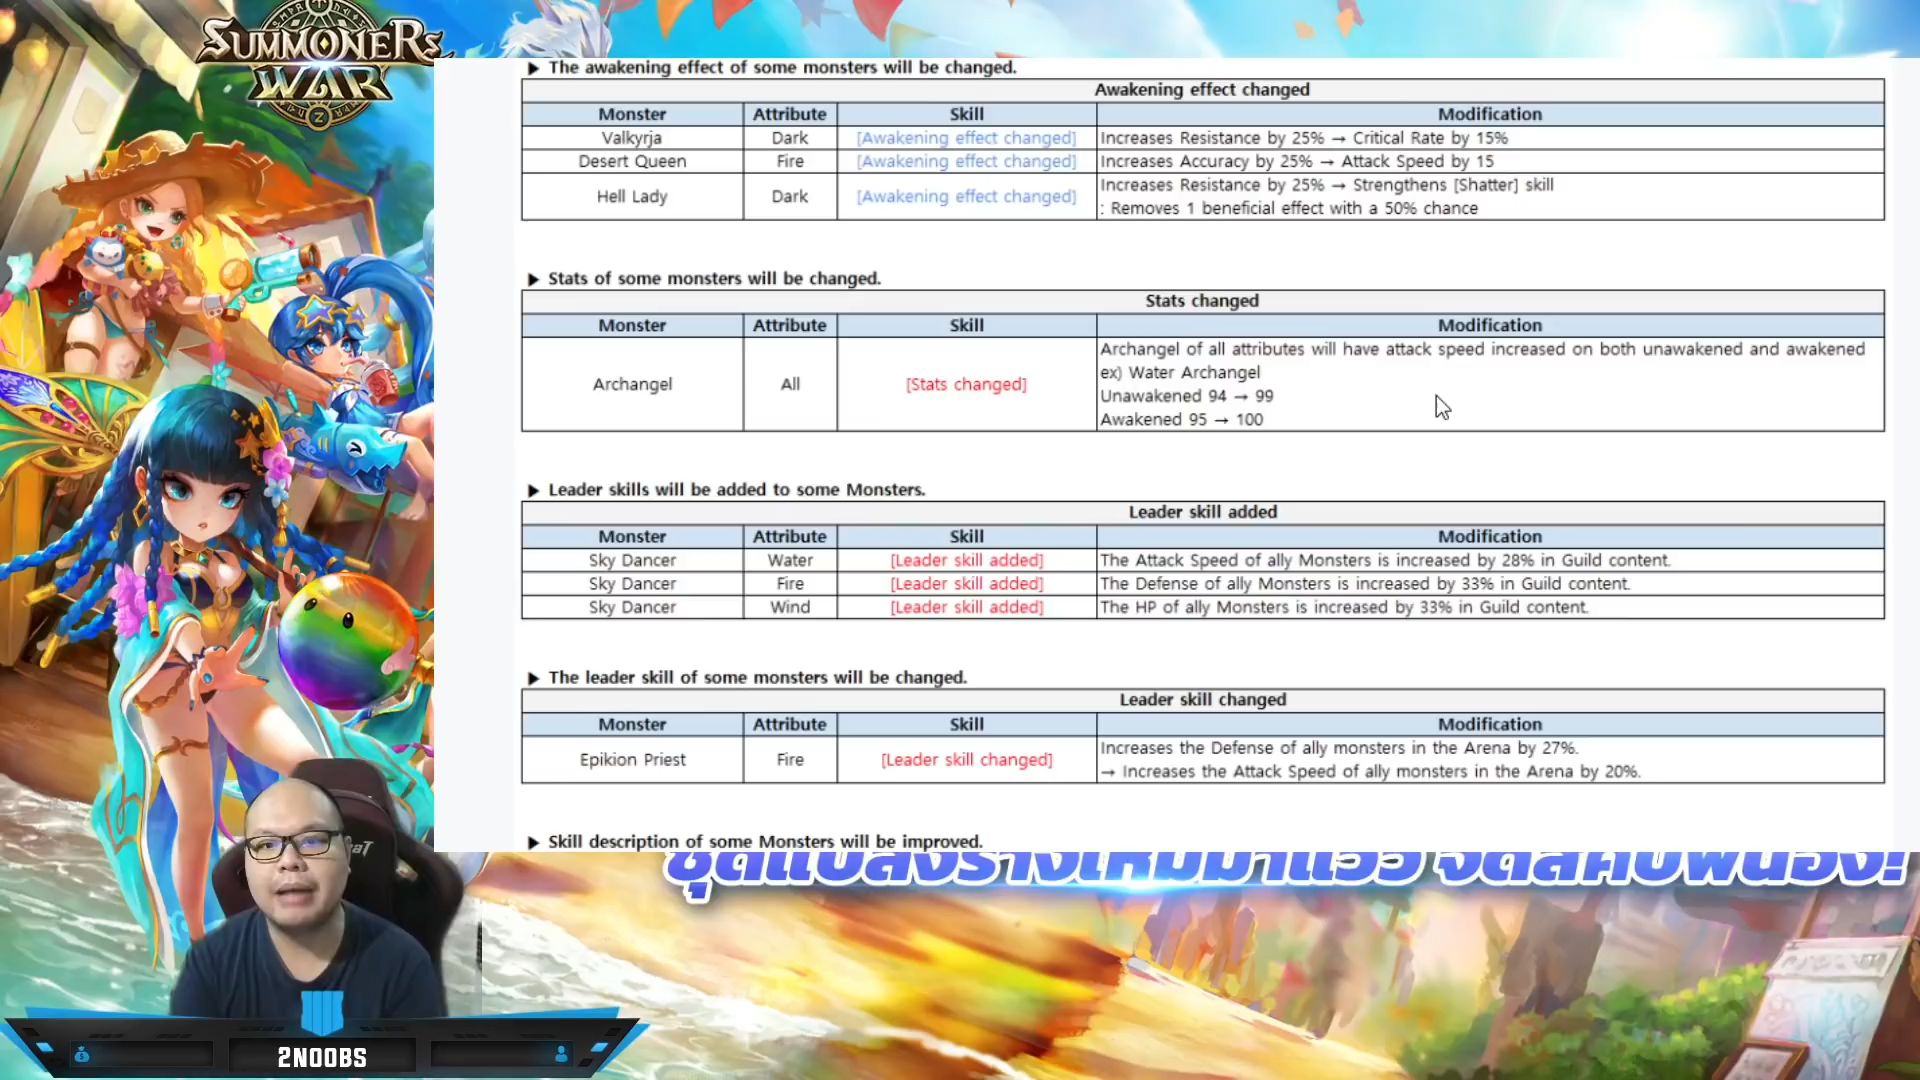 SUMMONERS
WAR
▶ The awakening effect of some monsters will be changed.
Awakening effect changed
Monster Attribute Skill Modification
Valkyrja Dark [Awakening effect changed] Increases Resistance by 25% → Critical Rate by 15%
Desert Queen Fire [Awakening effect changed] Increases Accuracy by 25% → Attack Speed by 15
Hell Lady Dark [Awakening effect changed] Increases Resistance by 25% → Strengthens [Shatter] skill
: Removes 1 beneficial effect with a 50% chance
▶ Stats of some monsters will be changed.
Stats changed
Monster Attribute Skill Modification
Archangel All [Stats changed] Archangel of all attributes will have attack speed increased on both unawakened and awakened
ex) Water Archangel
Unawakened 94 → 99
Awakened 95 → 100
▶ Leader skills will be added to some Monsters.
Leader skill added
Monster Attribute Skill Modification
Sky Dancer Water [Leader skill added] The Attack Speed of ally Monsters is increased by 28% in Guild content.
Sky Dancer Fire [Leader skill added] The Defense of ally Monsters is increased by 33% in Guild content.
Sky Dancer Wind [Leader skill added] The HP of ally Monsters is increased by 33% in Guild content.
▶ The leader skill of some monsters will be changed.
Leader skill changed
Monster Attribute Skill Modification
Epikion Priest Fire [Leader skill changed] Increases the Defense of ally monsters in the Arena by 27%.
→ Increases the Attack Speed of ally monsters in the Arena by 20%.
▶ Skill description of some Monsters will be improved.
2NOOBS